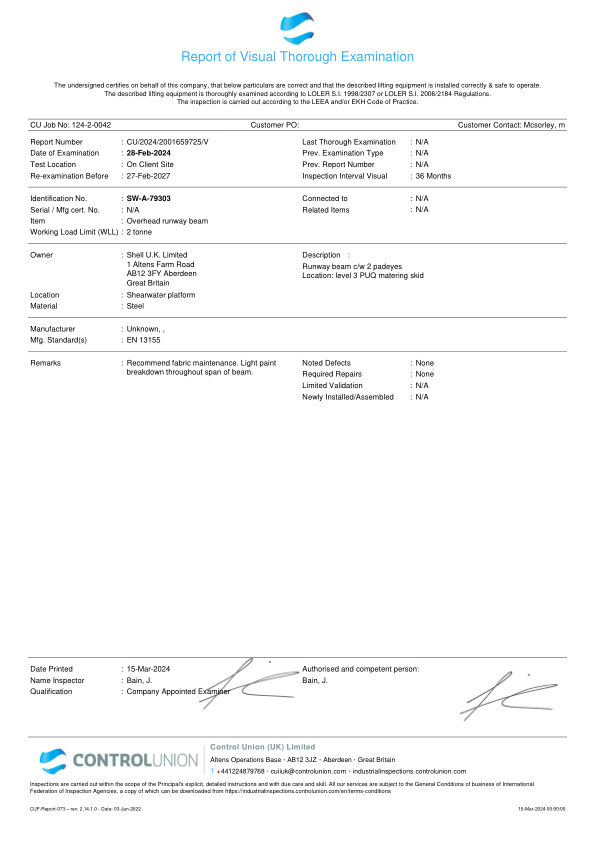 Report of Visual Thorough Examination
The undersigned certifies on behalf of this company, that below particulars are correct and that the described lifting equipment is installed correctly & safe to operate.
The described lifting equipment is thoroughly examined according to LOLER S.I. 1998/2307 or LOLER S.I. 2006/2184 Regulations.
The inspection is carried out according to the LEEA and/or EKH Code of Practice.
CU Job No: 124-2-0042 Customer PO: Customer Contact: Mcsorley, m
Report Number : CU/2024/2001659725/V Last Thorough Examination : N/A
Date of Examination : 28-Feb-2024 Prev. Examination Type : N/A
Test Location : On Client Site Prev. Report Number : N/A
Re-examination Before : 27-Feb-2027 Inspection Interval Visual : 36 Months
Identification No. : SW-A-79303 Connected to : N/A
Serial / Mfg cert. No. : N/A Related Items : N/A
Item : Overhead runway beam
Working Load Limit (WLL) : 2 tonne
Owner : Shell U.K. Limited Description :
1 Altens Farm Road Runway beam c/w 2 padeyes
AB12 3FY Aberdeen Location: level 3 PUQ matering skid
Great Britain
Location : Shearwater platform
Material : Steel
Manufacturer : Unknown, ,
Mfg. Standard(s) : EN 13155
Remarks : Recommend fabric maintenance. Light paint Noted Defects : None
breakdown throughout span of beam. Required Repairs : None
Limited Validation : N/A
Newly Installed/Assembled : N/A
Date Printed : 15-Mar-2024 Authorised and competent person:
Name Inspector : Bain, J. Bain, J.
Qualification : Company Appointed Examiner
CONTROLUNION
Control Union (UK) Limited
Altens Operations Base · AB12 3JZ · Aberdeen · Great Britain
T +441224879768 · cuiiuk@controlunion.com · industrialinspections.controlunion.com
Inspections are carried out within the scope of the Principal's explicit, detailed instructions and with due care and skill. All our services are subject to the General Conditions of business of International
Federation of Inspection Agencies, a copy of which can be downloaded from https://industrialinspections.controlunion.com/en/terms-conditions
CUF-Report-073 – rev: 2.14.1.0 - Date: 03-Jan-2022 15-Mar-2024 00:00:00